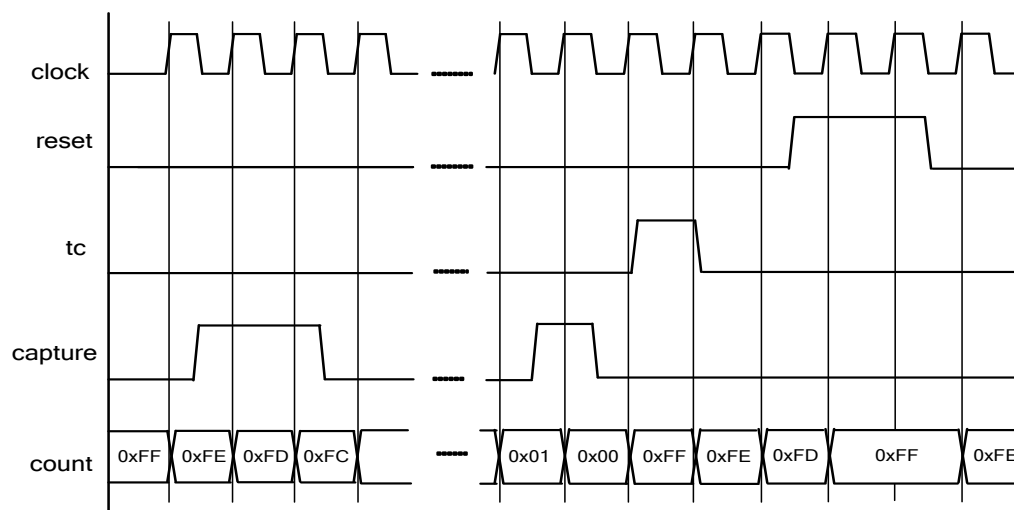 clock
reset
tc
capture
count
0xFF 0xFE 0xFD 0xFC 0x01 0x00 0xFF 0xFE 0xFD 0xFF 0xFE